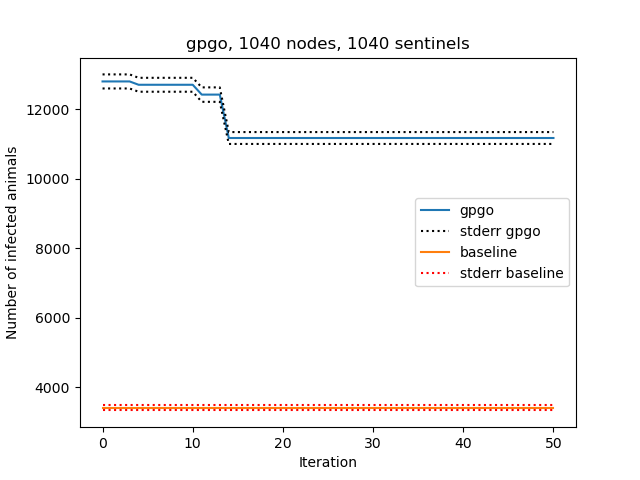 gpgo, 1040 nodes, 1040 sentinels
Number of infected animals
12000
10000
8000
6000
4000
gpgo
stderr gpgo
baseline
stderr baseline
0 10 20 30 40 50
Iteration